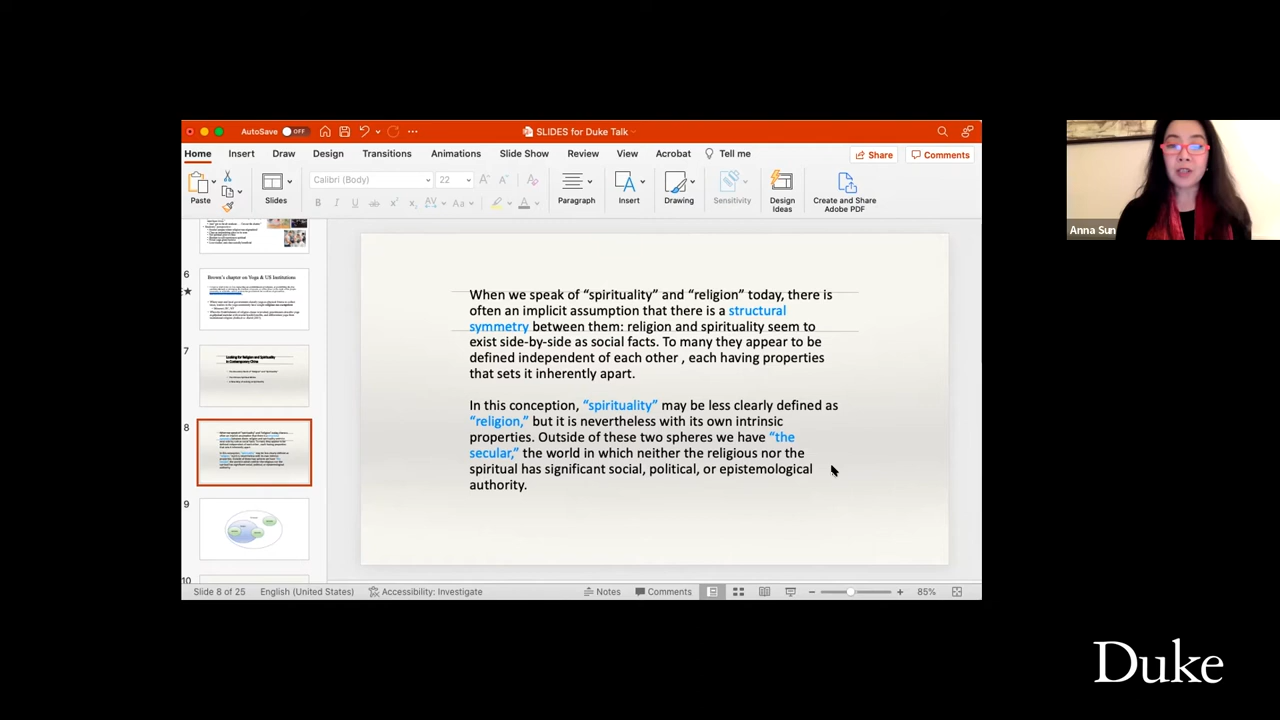 AutoSave OFF
SLIDES for Duke Talk
Home Insert Draw Design Transitions Animations Slide Show Review View Acrobat Tell me Share Comments
Calibri (Body) 22
Paste Slides Paragraph Insert Drawing Sensitivity Design Ideas Create and Share Adobe PDF
6
Brown's chapter on Yoga & US Institutions
7
Looking for Religion and Spirituality
in Contemporary China
8
9
10
When we speak of “spirituality” and “religion” today, there is
often an implicit assumption that there is a structural
symmetry between them: religion and spirituality seem to
exist side-by-side as social facts. To many they appear to be
defined independent of each other , each having properties
that sets it inherently apart.
In this conception, “spirituality” may be less clearly defined as
“religion,” but it is nevertheless with its own intrinsic
properties. Outside of these two spheres we have “the
secular,” the world in which neither the religious nor the
spiritual has significant social, political, or epistemological
authority.
Slide 8 of 25 English (United States) Accessibility: Investigate Notes Comments 85%
Anna Sun
Duke